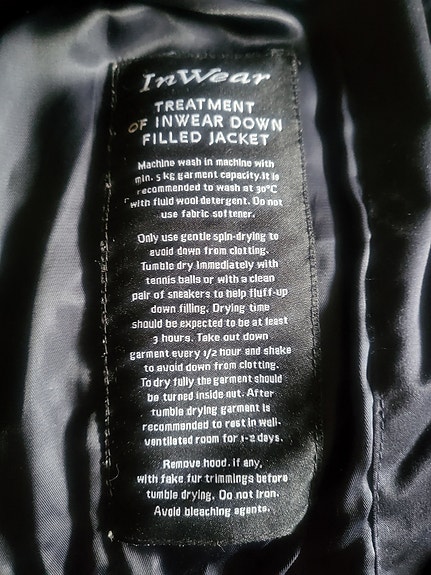 InWear
TREATMENT
OF INWEAR DOWN
FILLED JACKET
Machine wash in machine with
min. 5 kg garment capacity.It is
recommended to wash at 30°C
with fluid wool detergent. Do not
use fabric softener.
Only use gentle spin-drying to
avoid down from clotting.
Tumble dry immediately with
tennis balls or with a clean
pair of sneakers to help fluff-up
down filling. Drying time
should be expected to be at least
3 hours. Take out down
garment every 1/2 hour and shake
to avoid down from clotting.
To dry fully the garment should
be turned inside out. After
tumble drying garment is
recommended to rest in well-
ventilated room for 1-2 days.
Remove hood, if any,
with fake fur trimmings before
tumble drying. Do not Iron.
Avoid bleaching agents.